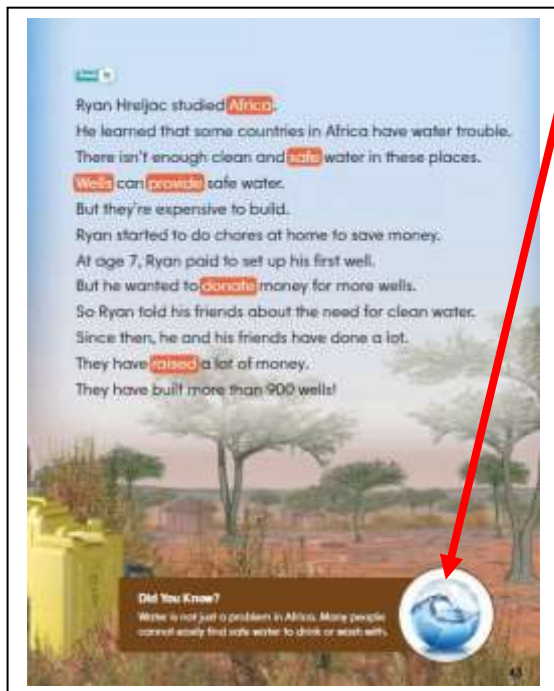 Ryan Hreljac studied Africa.
He learned that some countries in Africa have water trouble.
There isn't enough clean and safe water in these places.
Wells can provide safe water.
But they're expensive to build.
Ryan started to do chores at home to save money.
At age 7, Ryan paid to set up his first well.
But he wanted to donate money for more wells.
So Ryan told his friends about the need for clean water.
Since then, he and his friends have done a lot.
They have raised a lot of money.
They have built more than 900 wells!
Did You Know?
Water is not just a problem in Africa. Many people
cannot easily find safe water to drink or wash with.
43